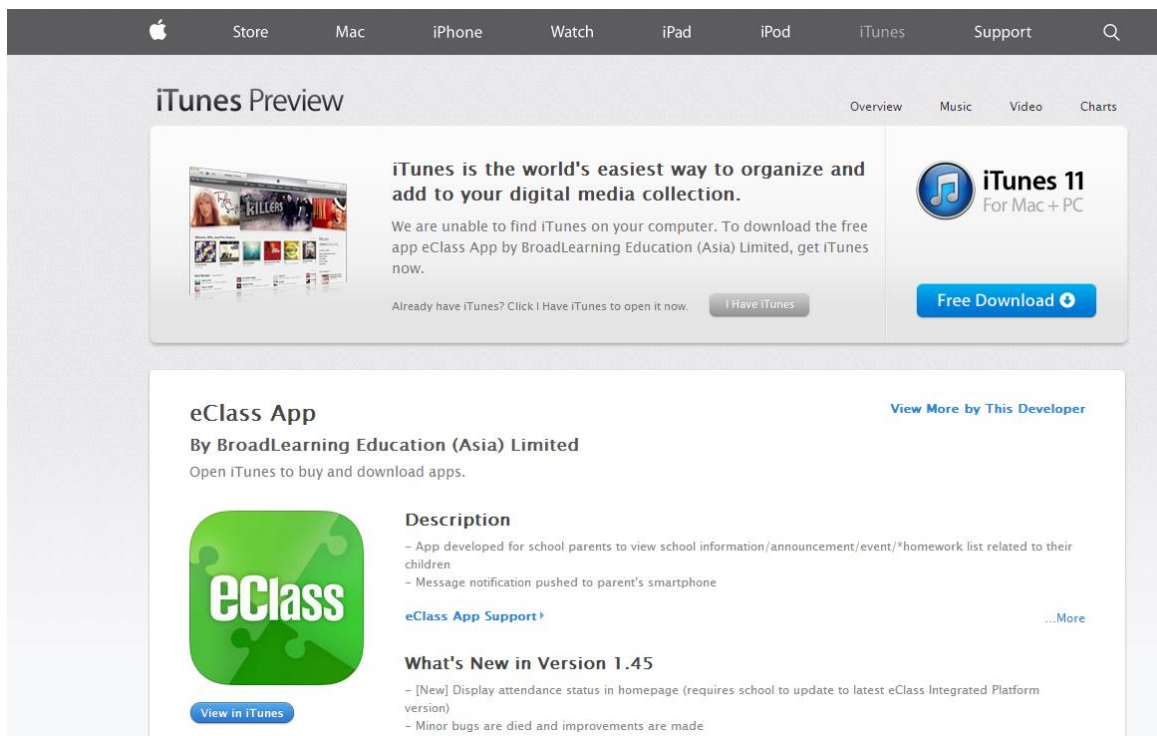 Store Mac iPhone Watch iPad iPod iTunes Support
iTunes Preview
Overview Music Video Charts
iTunes is the world's easiest way to organize and
add to your digital media collection.
We are unable to find iTunes on your computer. To download the free
app eClass App by BroadLearning Education (Asia) Limited, get iTunes
now.
Already have iTunes? Click I Have iTunes to open it now. I Have iTunes
iTunes 11
For Mac + PC
Free Download
KILLERS
eClass App
View More by This Developer
By BroadLearning Education (Asia) Limited
Open iTunes to buy and download apps.
eClass
View in iTunes
Description
– App developed for school parents to view school information/announcement/event/*homework list related to their
children
– Message notification pushed to parent's smartphone
eClass App Support
...More
What's New in Version 1.45
– [New] Display attendance status in homepage (requires school to update to latest eClass Integrated Platform
version)
– Minor bugs are died and improvements are made